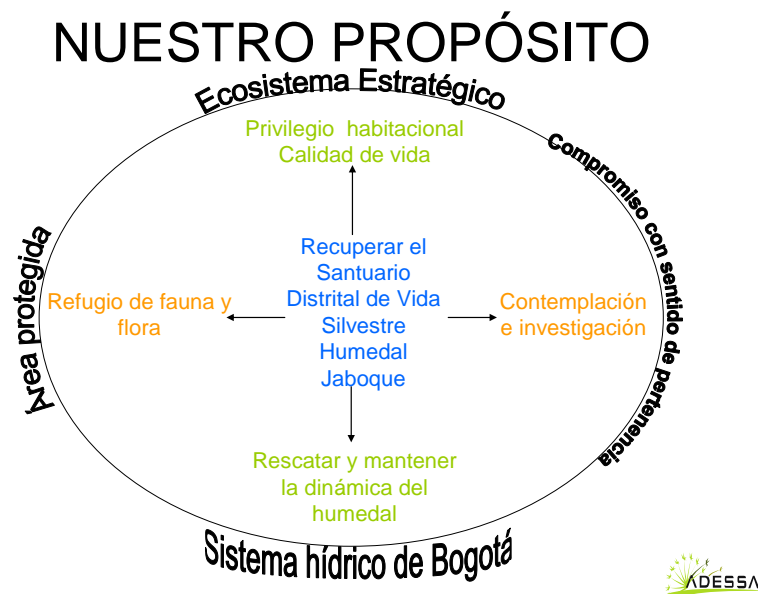 NUESTRO PROPÓSITO
Ecosistema Estratégico
Privilegio habitacional
Calidad de vida
Compromiso con sentido de pertenencia
Área protegida
Recuperar el
Santuario
Distrital de Vida
Silvestre
Humedal
Jaboque
Refugio de fauna y
flora
Contemplación
e investigación
Rescatar y mantener
la dinámica del
humedal
Sistema hídrico de Bogotá
ADESSA